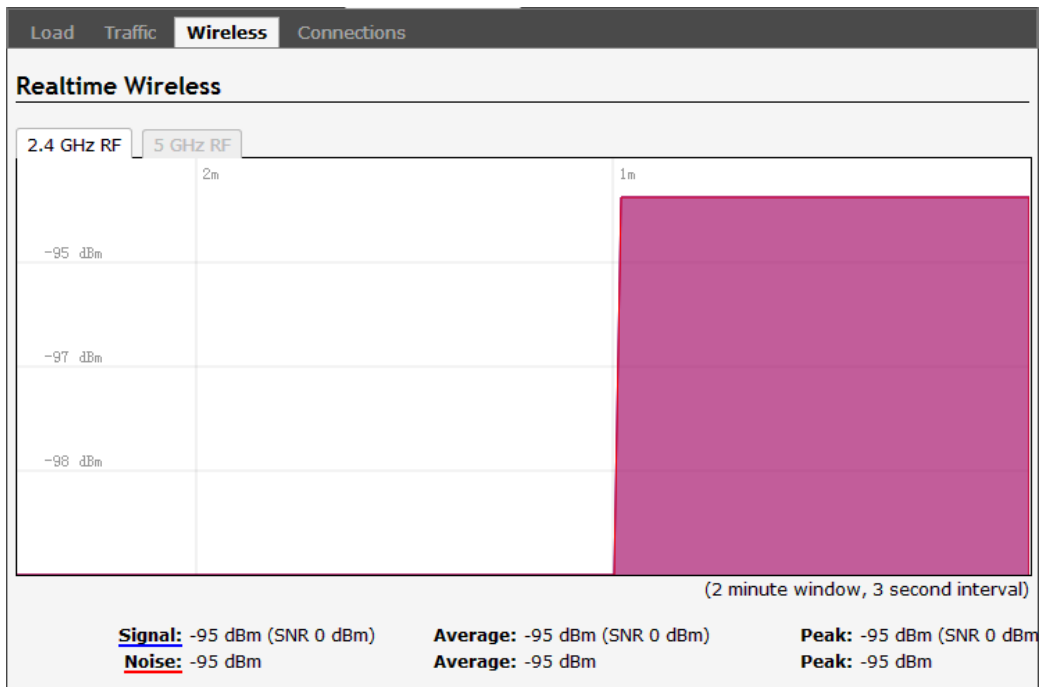 Load Traffic Wireless Connections
Realtime Wireless
2.4 GHz RF 5 GHz RF
2m 1m
-95 dBm
-97 dBm
-98 dBm
(2 minute window, 3 second interval)
Signal: -95 dBm (SNR 0 dBm) Average: -95 dBm (SNR 0 dBm) Peak: -95 dBm (SNR 0 dBm
Noise: -95 dBm Average: -95 dBm Peak: -95 dBm